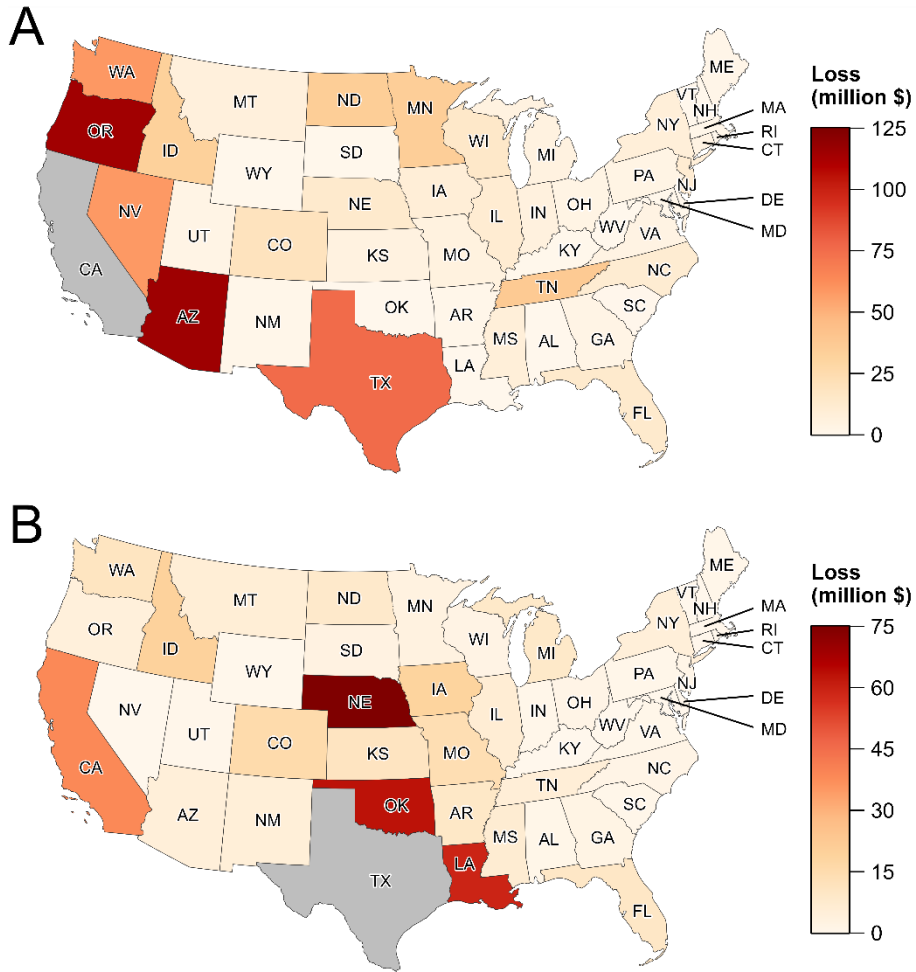 A
WA
MT
ND
MN
ME
VT
NH
MA
RI
CT
OR
ID
SD
WI
NY
MI
WY
IA
PA
NJ
NE
DE
MD
NV
UT
CO
IL
IN
OH
WV
VA
KS
MO
KY
CA
NC
TN
AZ
NM
OK
AR
SC
MS
AL
GA
LA
TX
FL
Loss
(million $)
125
100
75
50
25
0
B
WA
MT
ND
MN
ME
VT
NH
MA
RI
CT
OR
ID
SD
WI
NY
MI
WY
IA
PA
NJ
NE
DE
MD
NV
UT
CO
IL
IN
OH
WV
VA
KS
MO
KY
CA
NC
TN
AZ
NM
OK
AR
SC
MS
AL
GA
LA
TX
FL
Loss
(million $)
75
60
45
30
15
0